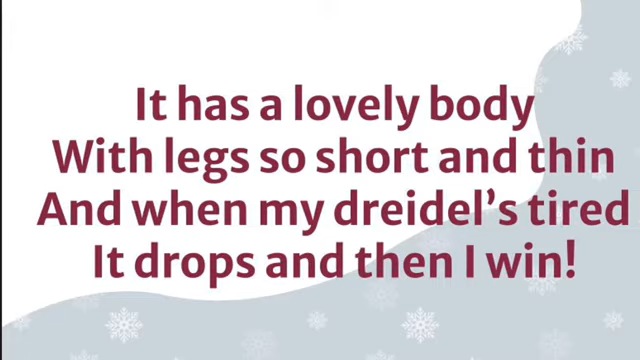 It has a lovely body
With legs so short and thin
And when my dreidel’s tired
It drops and then I win!